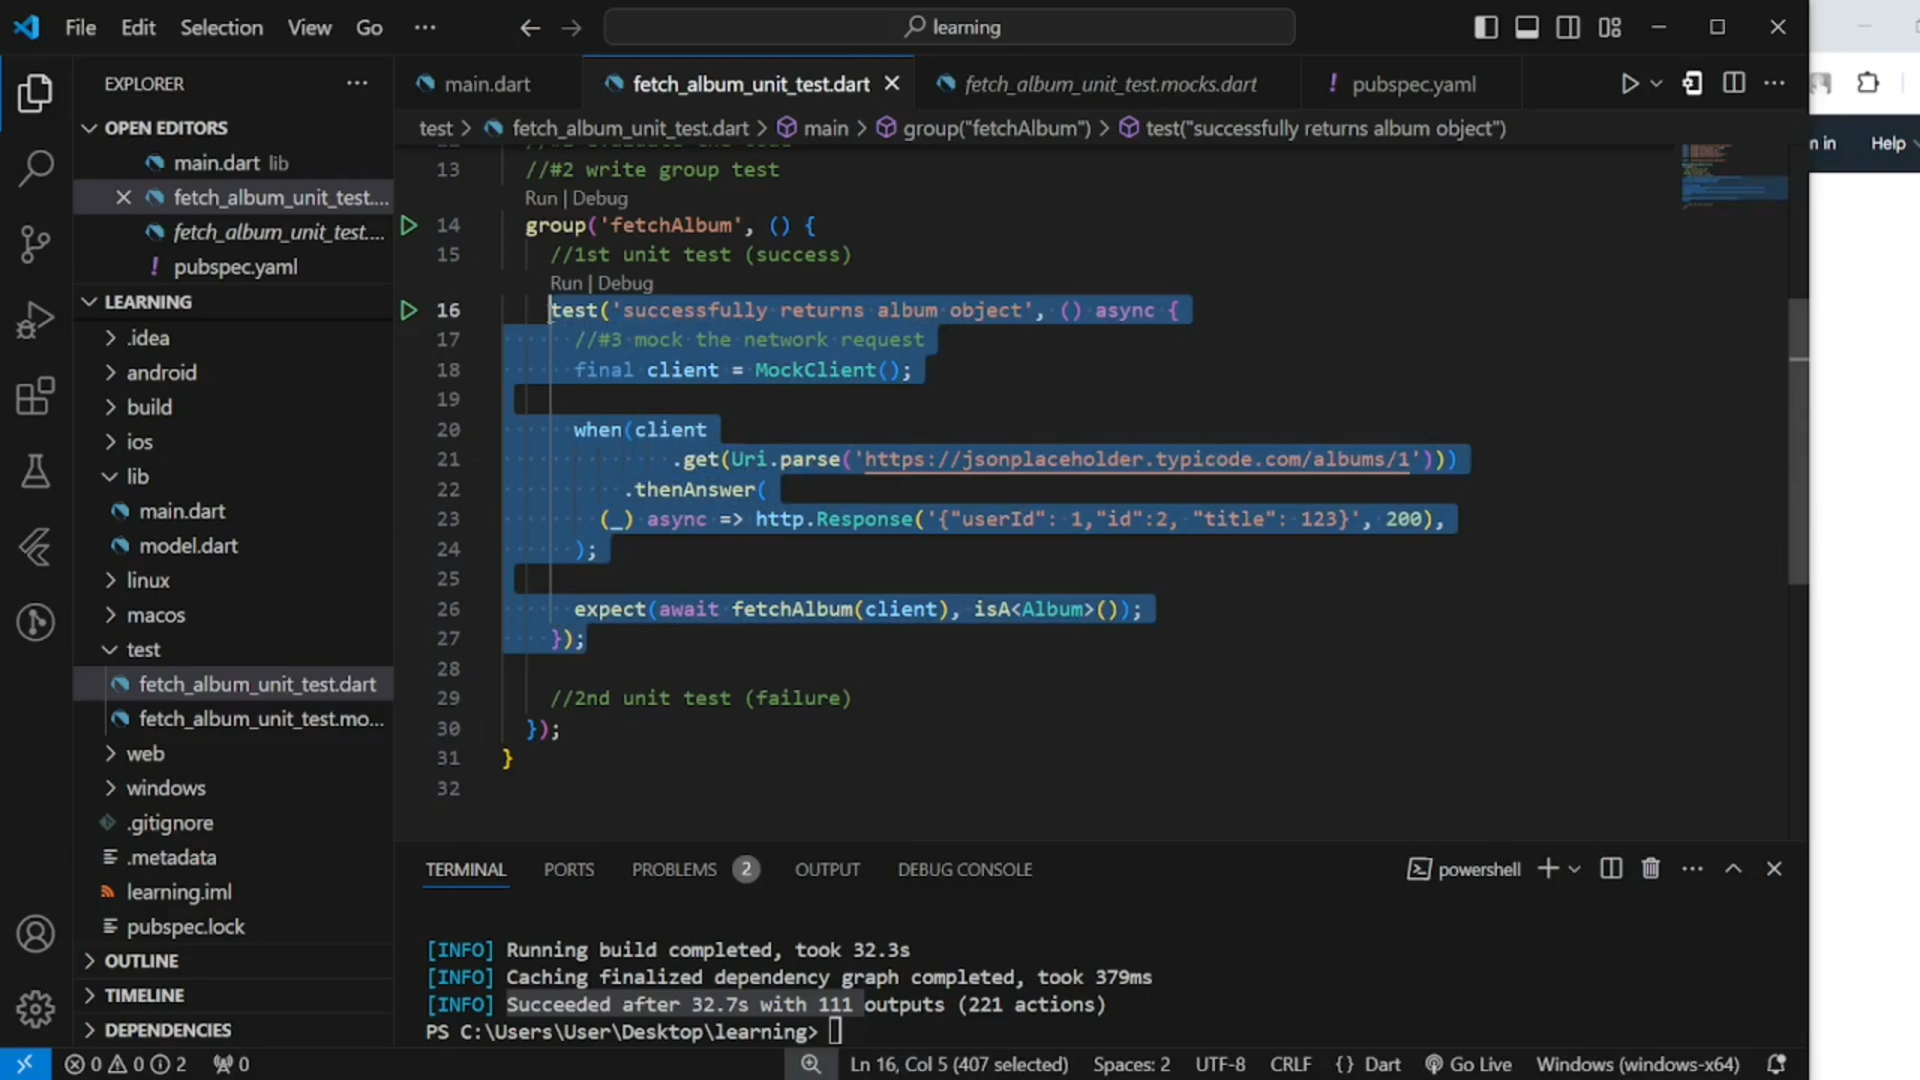 File Edit Selection View Go ···
learning
EXPLORER ···
OPEN EDITORS
main.dart lib
fetch_album_unit_test....
fetch_album_unit_test....
! pubspec.yaml
LEARNING
.idea
android
build
ios
lib
main.dart
model.dart
linux
macos
test
fetch_album_unit_test.dart
fetch_album_unit_test.mo...
web
windows
.gitignore
.metadata
learning.iml
pubspec.lock
OUTLINE
TIMELINE
DEPENDENCIES
main.dart fetch_album_unit_test.dart fetch_album_unit_test.mocks.dart ! pubspec.yaml
test > fetch_album_unit_test.dart > main > group("fetchAlbum") > test("successfully returns album object")
13 //#2 write group test
Run | Debug
14 group('fetchAlbum', () {
15 //1st unit test (success)
Run | Debug
16 test('successfully returns album object', () async {
17 //#3 mock the network request
18 final client = MockClient();
19
20 when(client
21 .get(Uri.parse('https://jsonplaceholder.typicode.com/albums/1')))
22 .thenAnswer(
23 (_) async => http.Response('{"userId": 1,"id":2, "title": 123}', 200),
24 );
25
26 expect(await fetchAlbum(client), isA<Album>());
27 });
28
29 //2nd unit test (failure)
30 });
31 }
32
TERMINAL PORTS PROBLEMS 2 OUTPUT DEBUG CONSOLE powershell
[INFO] Running build completed, took 32.3s
[INFO] Caching finalized dependency graph completed, took 379ms
[INFO] Succeeded after 32.7s with 111 outputs (221 actions)
PS C:\Users\User\Desktop\learning>
0 0 2 0 Ln 16, Col 5 (407 selected) Spaces: 2 UTF-8 CRLF {} Dart Go Live Windows (windows-x64)
n in Help